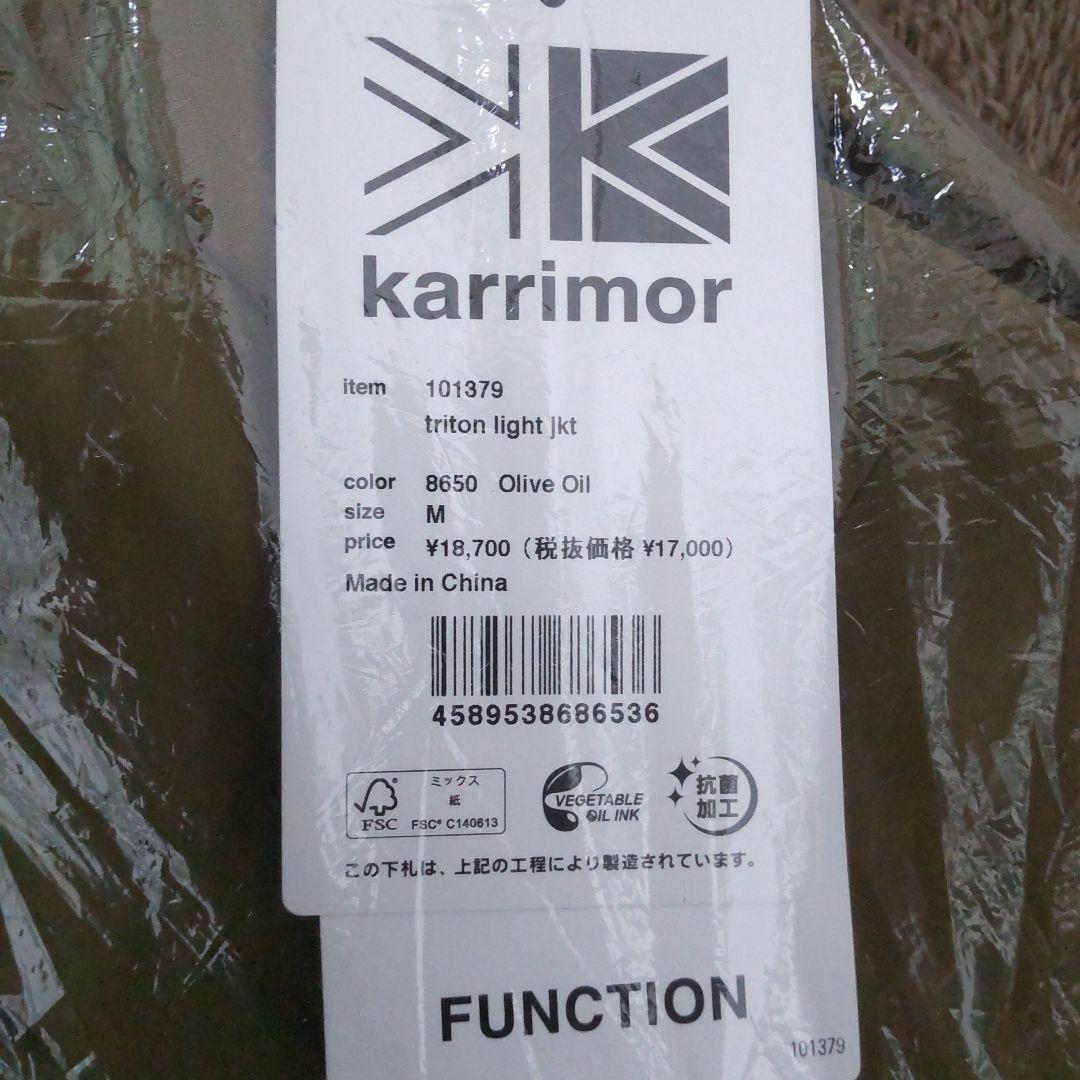 karrimor
item 101379
triton light jkt
color 8650 Olive Oil
size M
price ¥18,700 (税抜価格 ¥17,000)
Made in China
4589538686536
FSC
ミックス
紙
FSC® C140613
VEGETABLE
OIL INK
抗菌
加工
この下札は、上記の工程により製造されています。
FUNCTION
101379